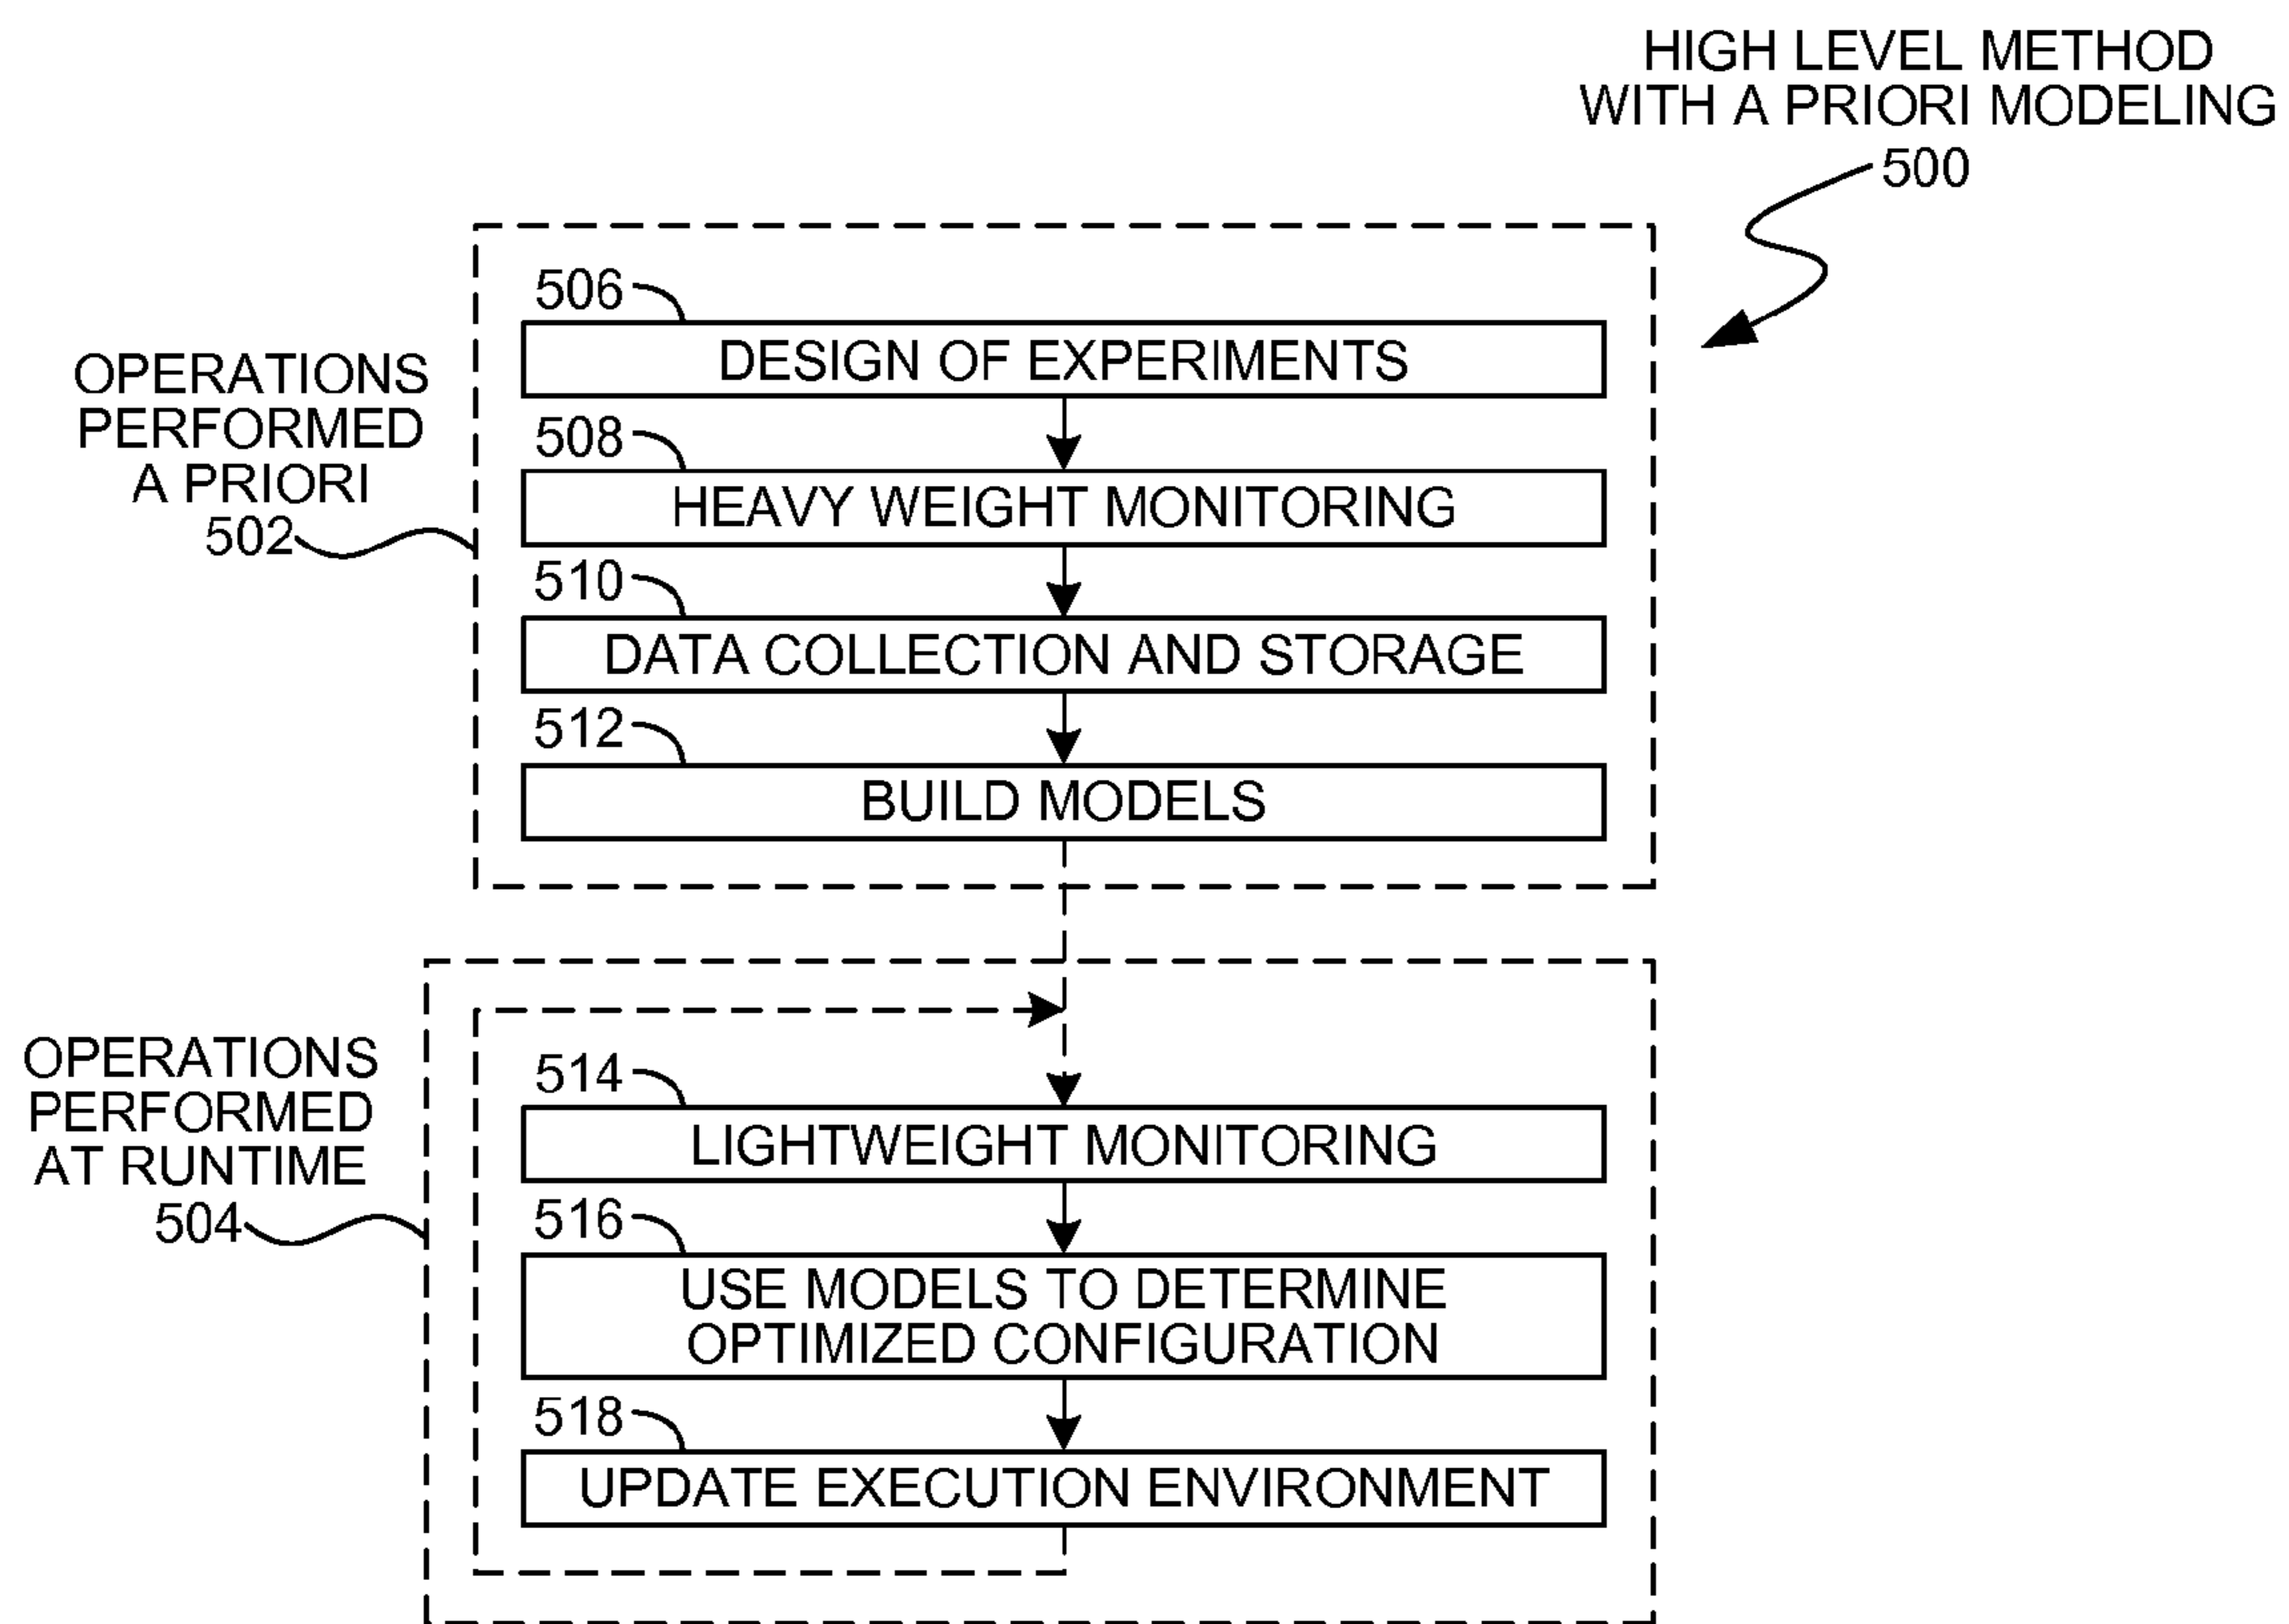 HIGH LEVEL METHOD
WITH A PRIORI MODELING
500
OPERATIONS
PERFORMED
A PRIORI
502
506
DESIGN OF EXPERIMENTS
508
HEAVY WEIGHT MONITORING
510
DATA COLLECTION AND STORAGE
512
BUILD MODELS
OPERATIONS
PERFORMED
AT RUNTIME
504
514
LIGHTWEIGHT MONITORING
516
USE MODELS TO DETERMINE
OPTIMIZED CONFIGURATION
518
UPDATE EXECUTION ENVIRONMENT